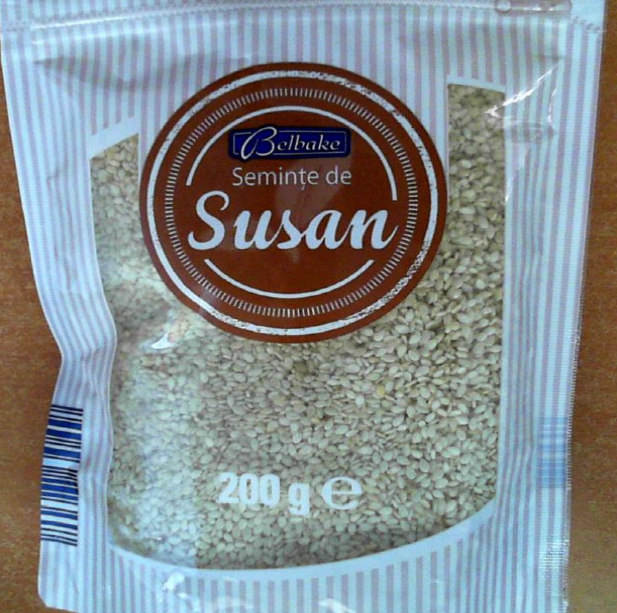 Belbake
Semințe de
Susan
200 g ℮